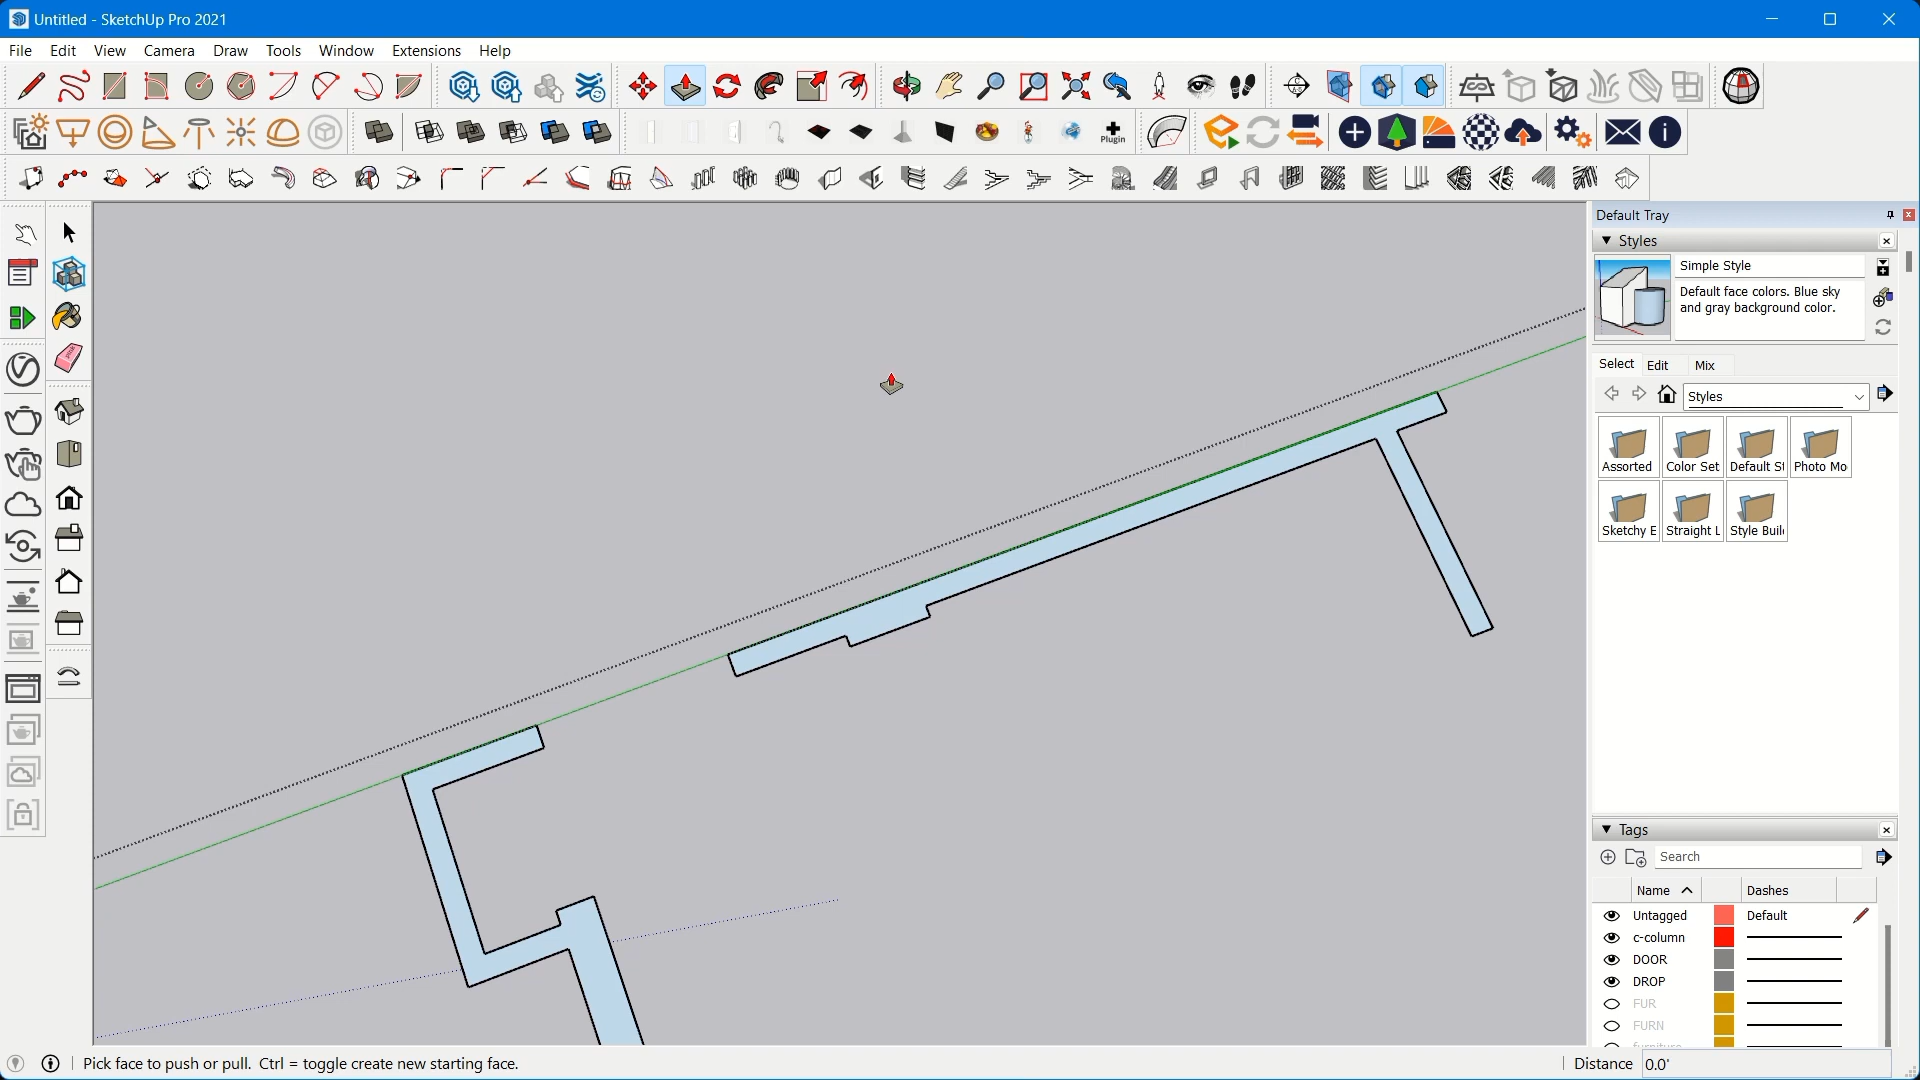 Untitled - SketchUp Pro 2021
File Edit View Camera Draw Tools Window Extensions Help
Plugin
Default Tray
Styles
Simple Style
Default face colors. Blue sky
and gray background color.
Select Edit Mix
Styles
Assorted Color Set Default St Photo Mo
Sketchy E Straight L Style Buil
Tags
Search
Name Dashes
Untagged Default
c-column
DOOR
DROP
FUR
FURN
Pick face to push or pull. Ctrl = toggle create new starting face.
Distance 0.0'